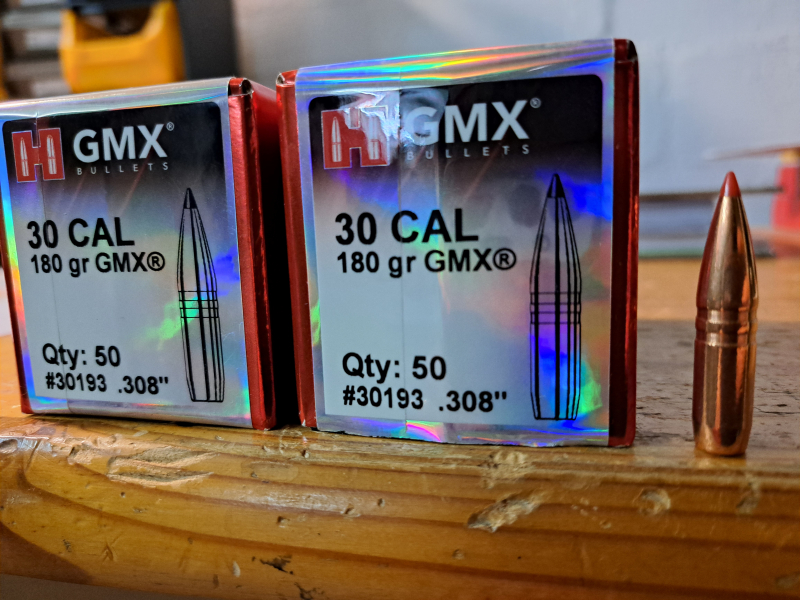 H GMX®
BULLETS
30 CAL
180 gr GMX®
Qty: 50
#30193 .308"
H GMX®
BULLETS
30 CAL
180 gr GMX®
Qty: 50
#30193 .308"